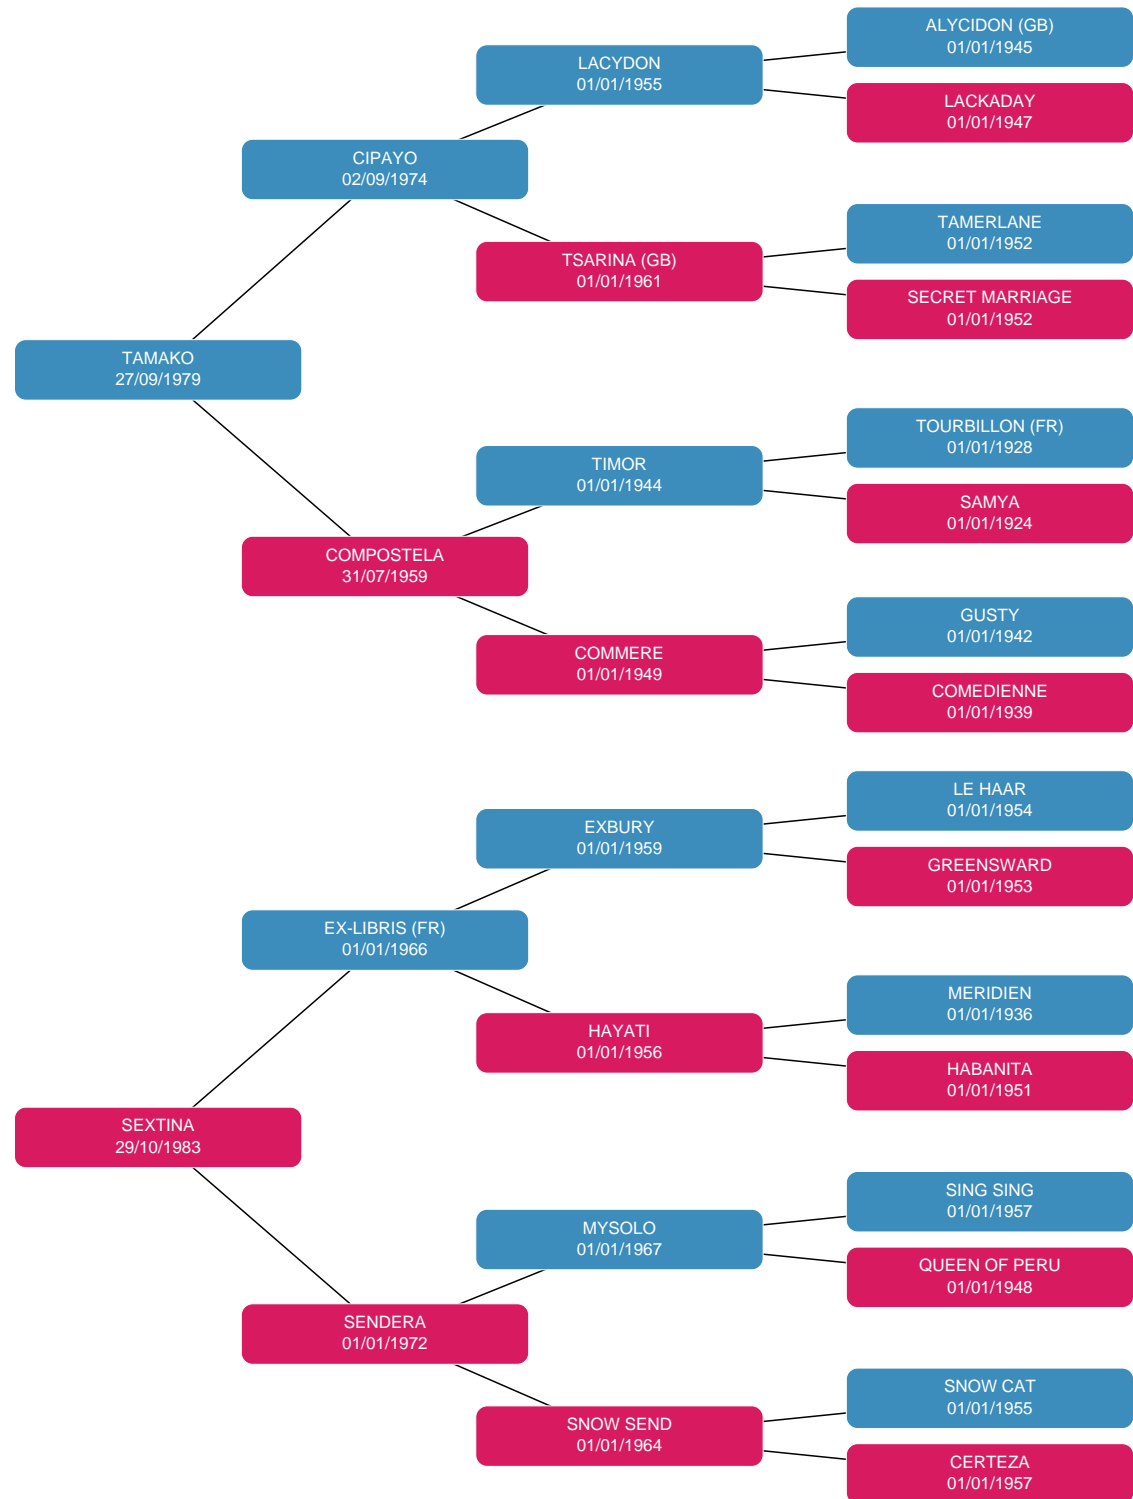 ALYCIDON (GB)
01/01/1945
LACYDON
01/01/1955
LACKADAY
01/01/1947
CIPAYO
02/09/1974
TAMERLANE
01/01/1952
TSARINA (GB)
01/01/1961
SECRET MARRIAGE
01/01/1952
TAMAKO
27/09/1979
TOURBILLON (FR)
01/01/1928
TIMOR
01/01/1944
SAMYA
01/01/1924
COMPOSTELA
31/07/1959
GUSTY
01/01/1942
COMMERE
01/01/1949
COMEDIENNE
01/01/1939
LE HAAR
01/01/1954
EXBURY
01/01/1959
GREENSWARD
01/01/1953
EX-LIBRIS (FR)
01/01/1966
MERIDIEN
01/01/1936
HAYATI
01/01/1956
HABANITA
01/01/1951
SEXTINA
29/10/1983
SING SING
01/01/1957
MYSOLO
01/01/1967
QUEEN OF PERU
01/01/1948
SENDERA
01/01/1972
SNOW CAT
01/01/1955
SNOW SEND
01/01/1964
CERTEZA
01/01/1957